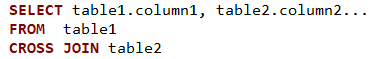 SELECT table1.column1, table2.column2...
FROM  table1
CROSS JOIN table2